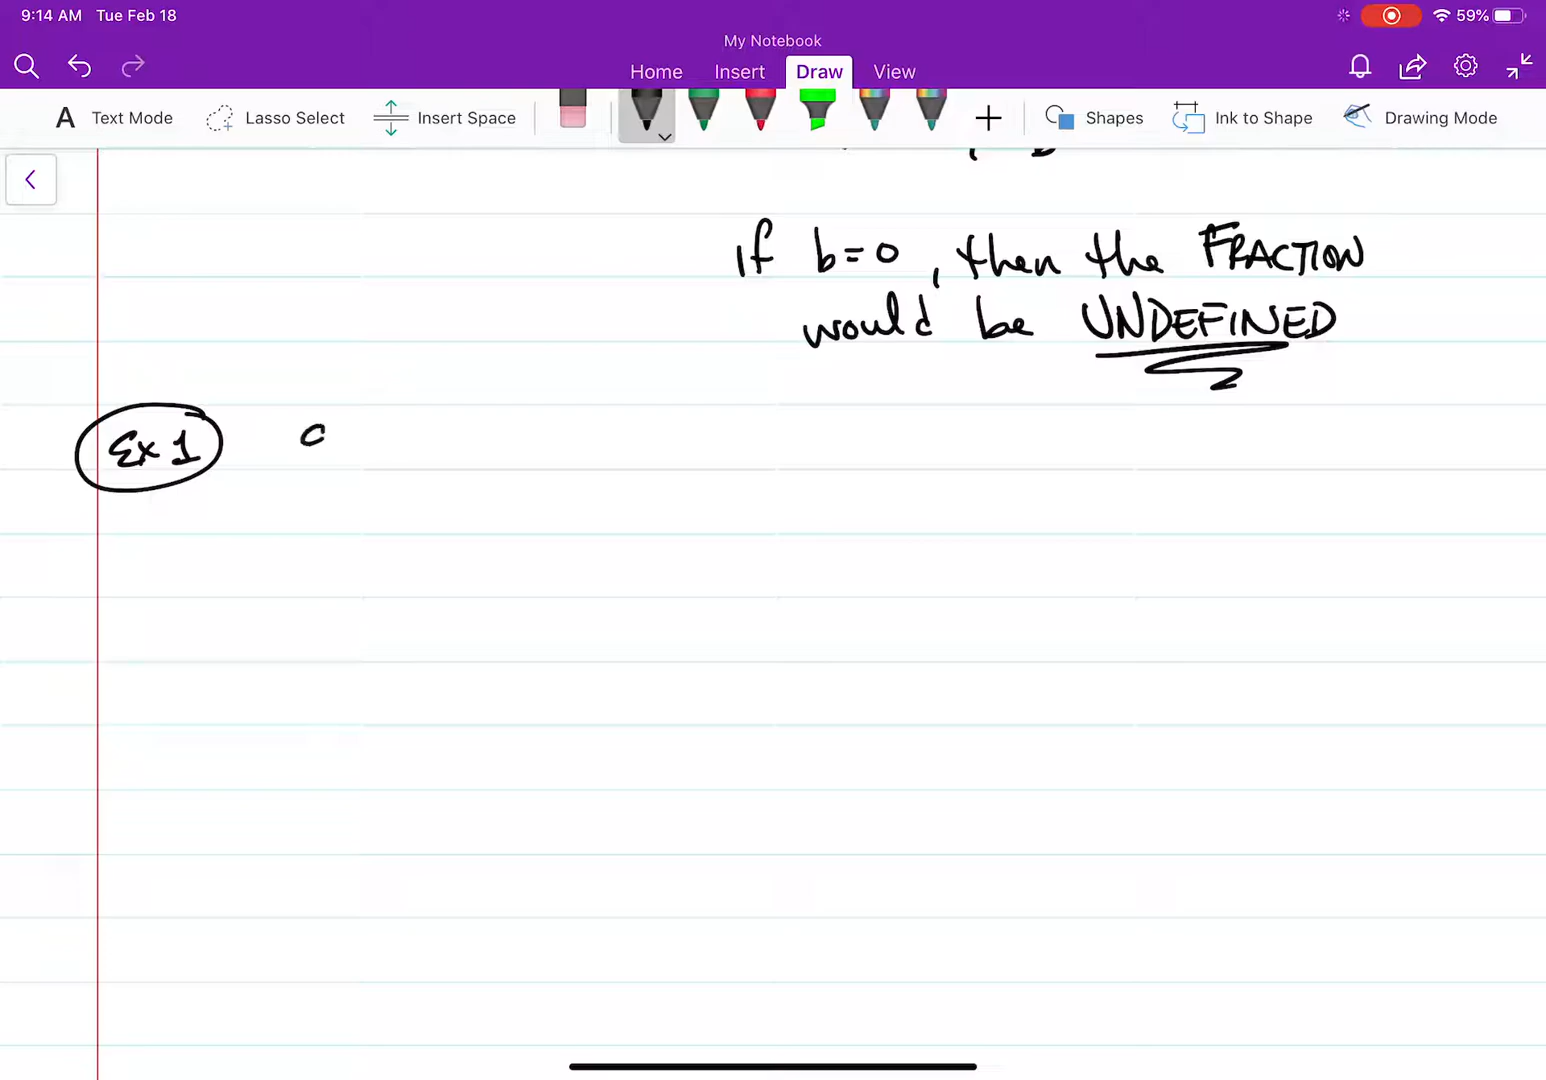 9:14 AM Tue Feb 18
59%
My Notebook
Home Insert Draw View
A Text Mode Lasso Select Insert Space Shapes Ink to Shape Drawing Mode
If b=0, then the FRACTION
would be UNDEFINED
Ex 1